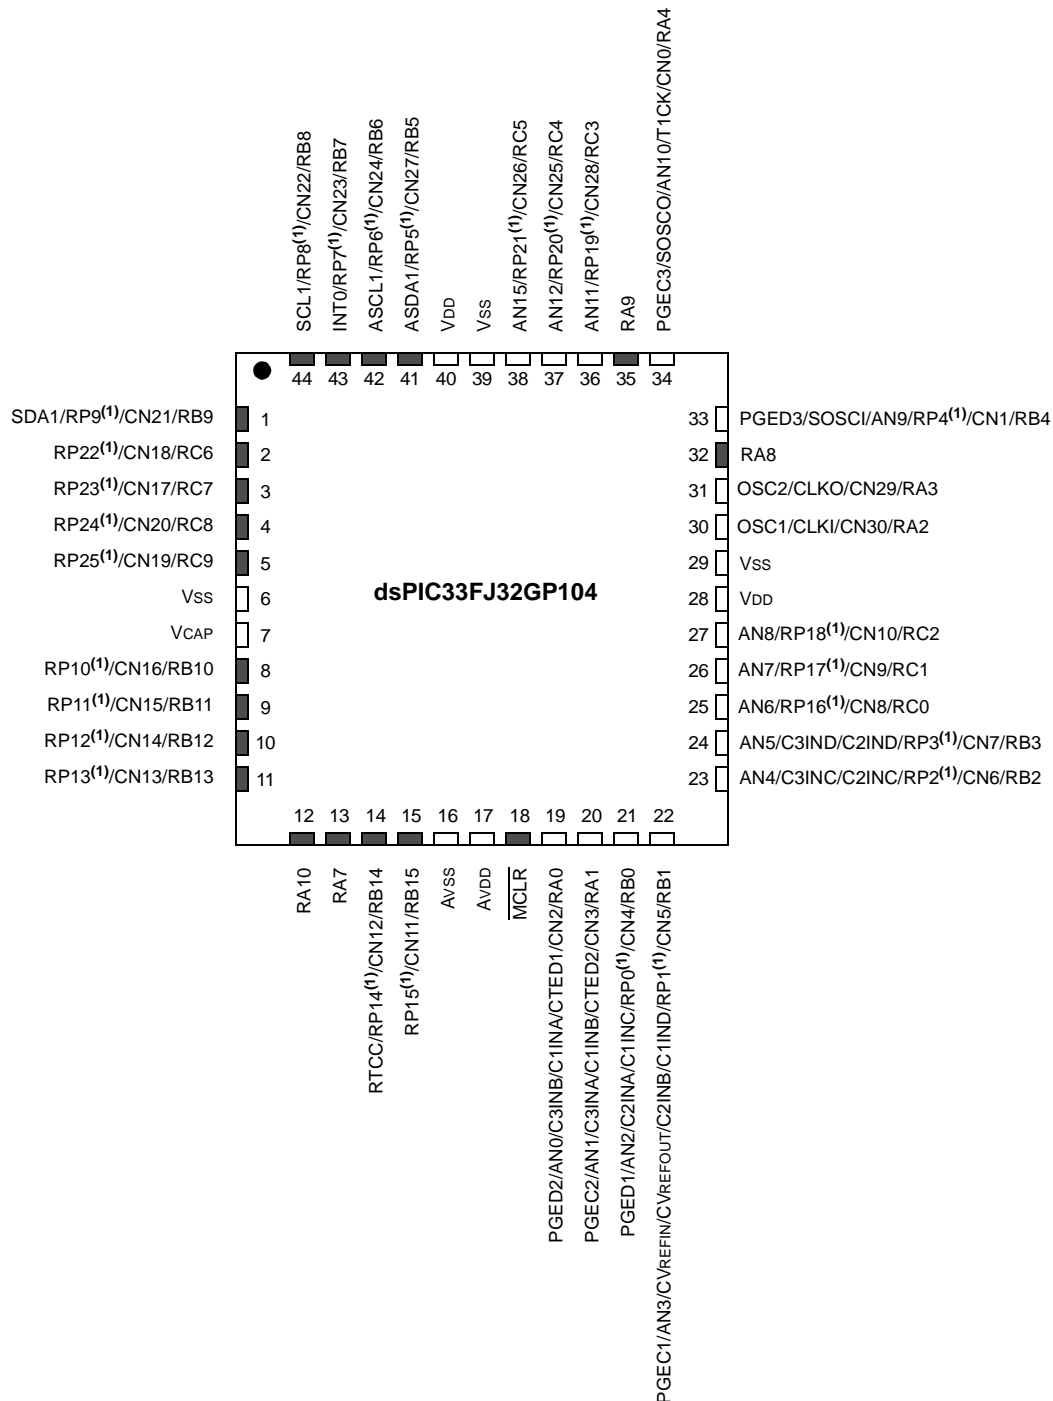 SCL1/RP8(1)/CN22/RB8
INT0/RP7(1)/CN23/RB7
ASCL1/RP6(1)/CN24/RB6
ASDA1/RP5(1)/CN27/RB5
VDD
VSS
AN15/RP21(1)/CN26/RC5
AN12/RP20(1)/CN25/RC4
AN11/RP19(1)/CN28/RC3
RA9
PGEC3/SOSCO/AN10/T1CK/CN0/RA4
44 43 42 41 40 39 38 37 36 35 34
SDA1/RP9(1)/CN21/RB9 1
RP22(1)/CN18/RC6 2
RP23(1)/CN17/RC7 3
RP24(1)/CN20/RC8 4
RP25(1)/CN19/RC9 5
VSS 6
VCAP 7
RP10(1)/CN16/RB10 8
RP11(1)/CN15/RB11 9
RP12(1)/CN14/RB12 10
RP13(1)/CN13/RB13 11
dsPIC33FJ32GP104
33 PGED3/SOSCI/AN9/RP4(1)/CN1/RB4
32 RA8
31 OSC2/CLKO/CN29/RA3
30 OSC1/CLKI/CN30/RA2
29 VSS
28 VDD
27 AN8/RP18(1)/CN10/RC2
26 AN7/RP17(1)/CN9/RC1
25 AN6/RP16(1)/CN8/RC0
24 AN5/C3IND/C2IND/RP3(1)/CN7/RB3
23 AN4/C3INC/C2INC/RP2(1)/CN6/RB2
12 13 14 15 16 17 18 19 20 21 22
RA10
RA7
RTCC/RP14(1)/CN12/RB14
RP15(1)/CN11/RB15
AVSS
AVDD
MCLR
PGED2/AN0/C3INB/C1INA/CTED1/CN2/RA0
PGEC2/AN1/C3INA/C1INB/CTED2/CN3/RA1
PGED1/AN2/C2INA/C1INC/RP0(1)/CN4/RB0
PGEC1/AN3/CVREFIN/CVREFOUT/C2INB/C1IND/RP1(1)/CN5/RB1